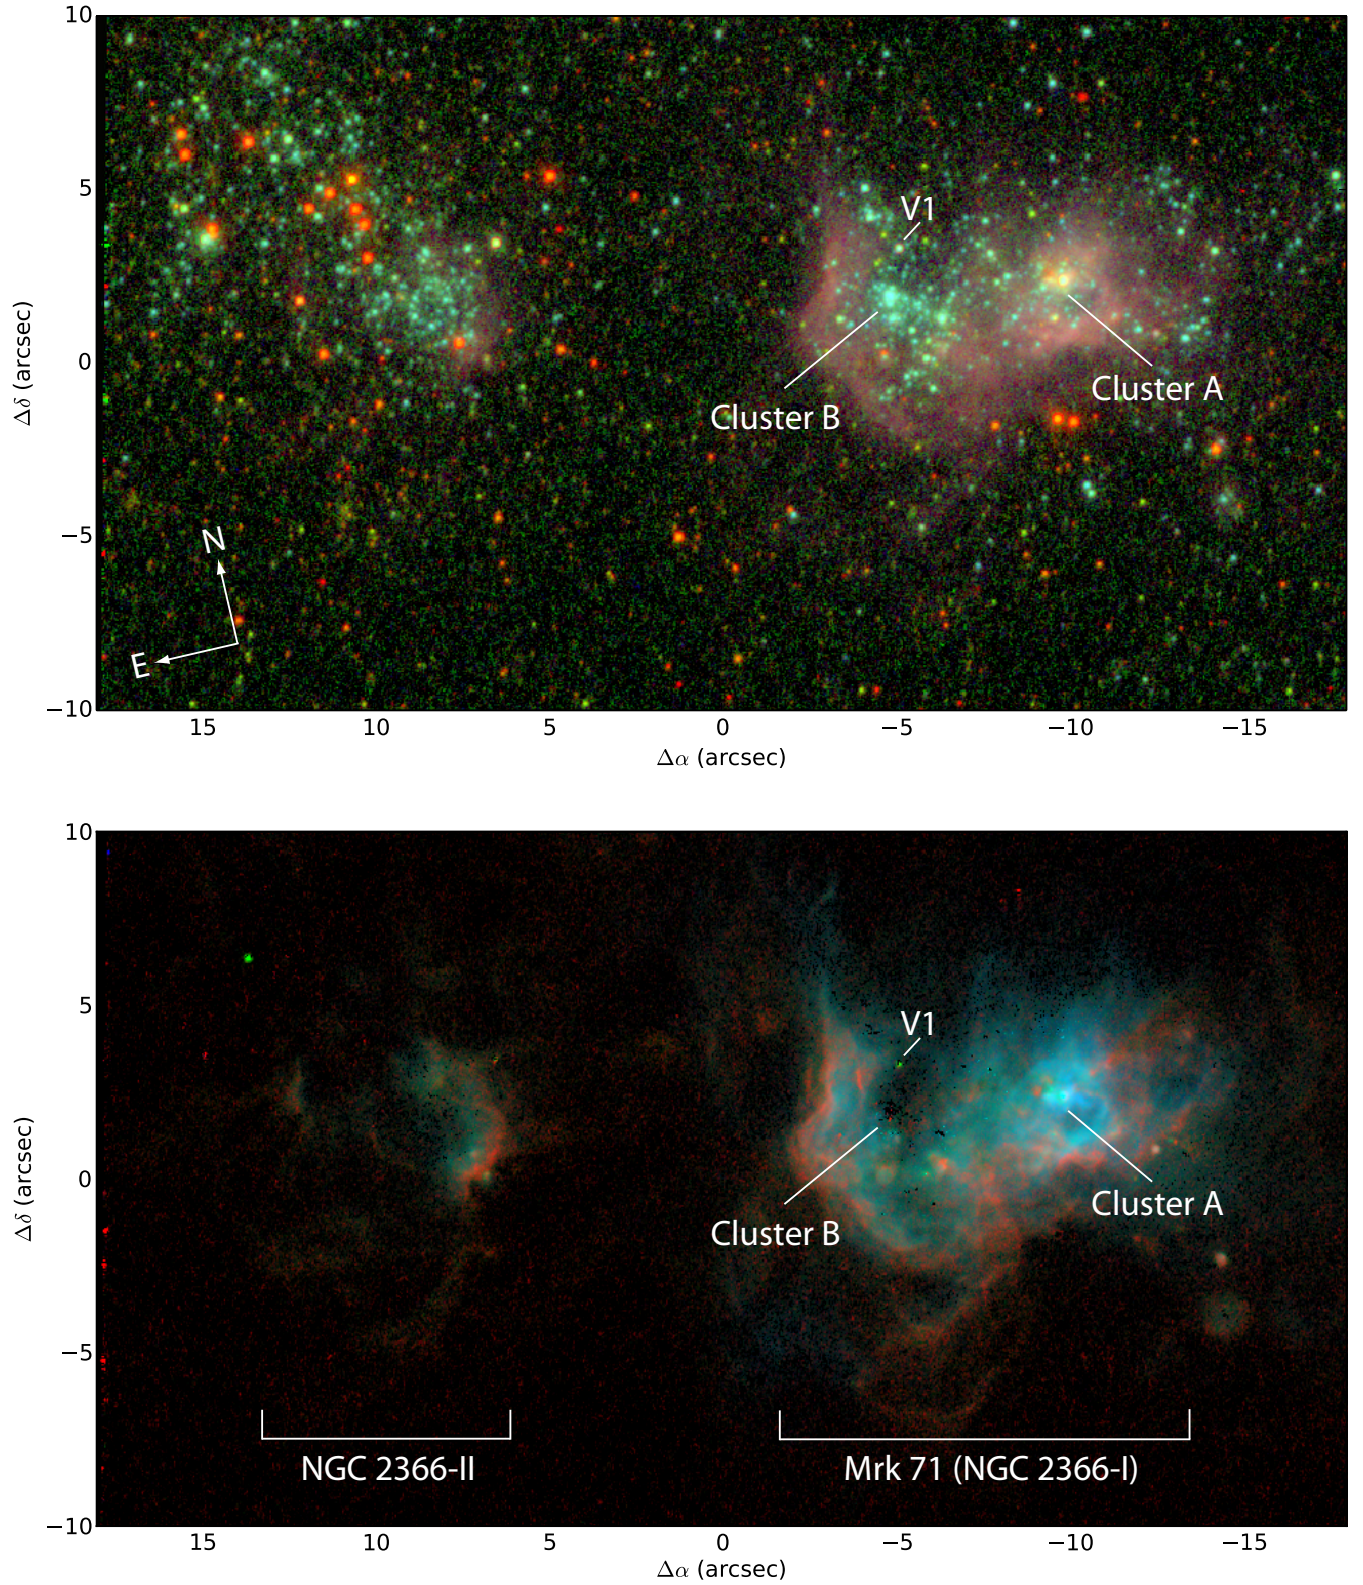 10
5
0
−5
−10
Δδ (arcsec)
V1
Cluster B
Cluster A
N
E
15 10 5 0 −5 −10 −15
Δα (arcsec)
10
5
0
−5
−10
Δδ (arcsec)
V1
Cluster B
Cluster A
NGC 2366-II
Mrk 71 (NGC 2366-I)
15 10 5 0 −5 −10 −15
Δα (arcsec)